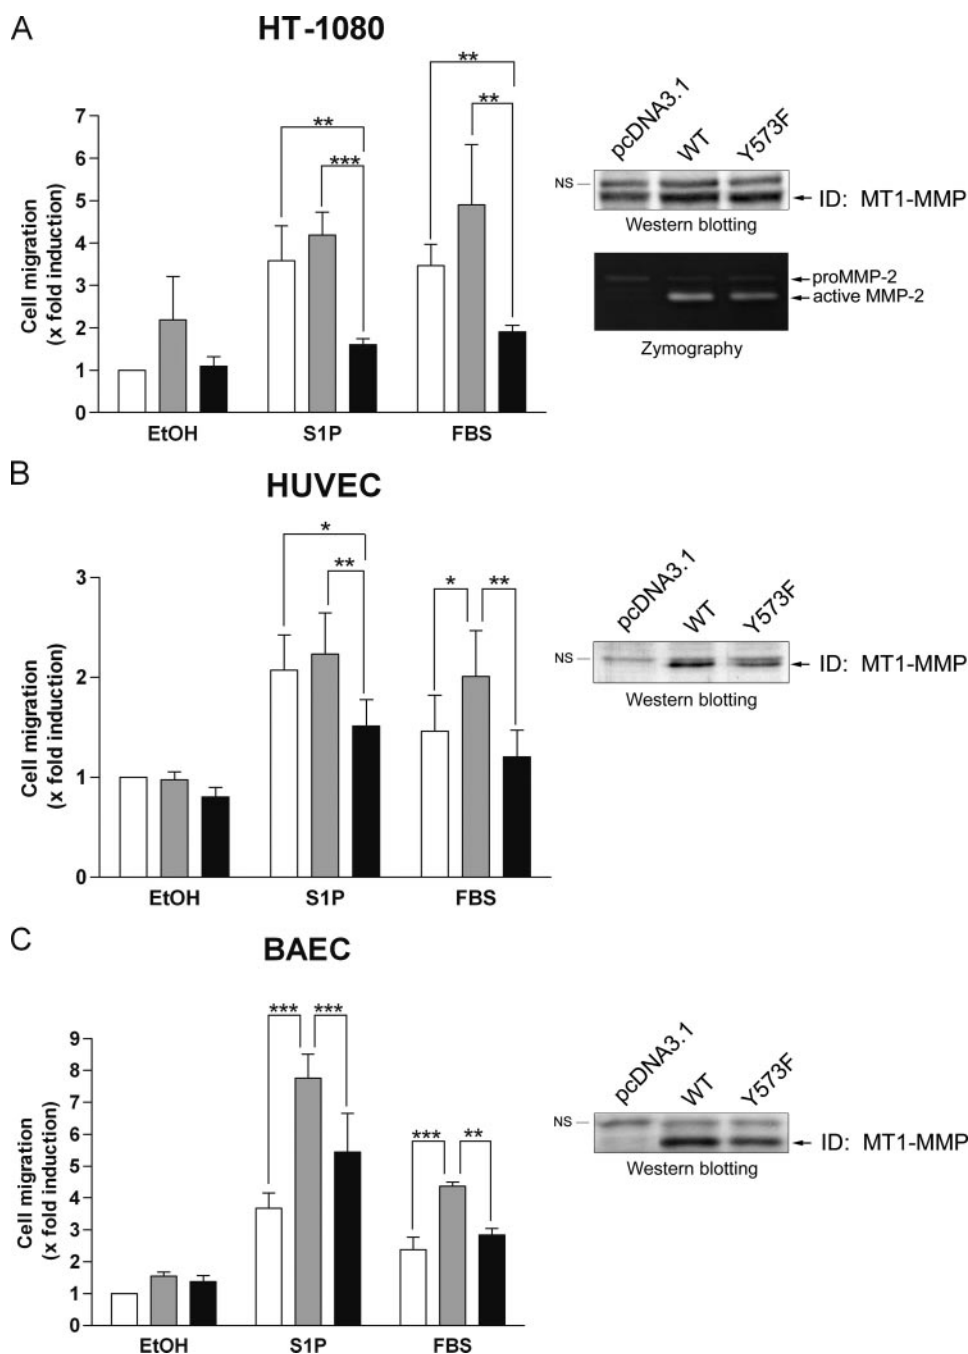 A
HT-1080
Cell migration
(x fold induction)
7
6
5
4
3
2
1
0
**
***
**
**
EtOH
S1P
FBS
pcDNA3.1
WT
Y573F
NS
ID: MT1-MMP
Western blotting
proMMP-2
active MMP-2
Zymography
B
HUVEC
Cell migration
(x fold induction)
3
2
1
0
*
**
*
**
EtOH
S1P
FBS
pcDNA3.1
WT
Y573F
NS
ID: MT1-MMP
Western blotting
C
BAEC
Cell migration
(x fold induction)
9
8
7
6
5
4
3
2
1
0
***
***
***
**
EtOH
S1P
FBS
pcDNA3.1
WT
Y573F
NS
ID: MT1-MMP
Western blotting